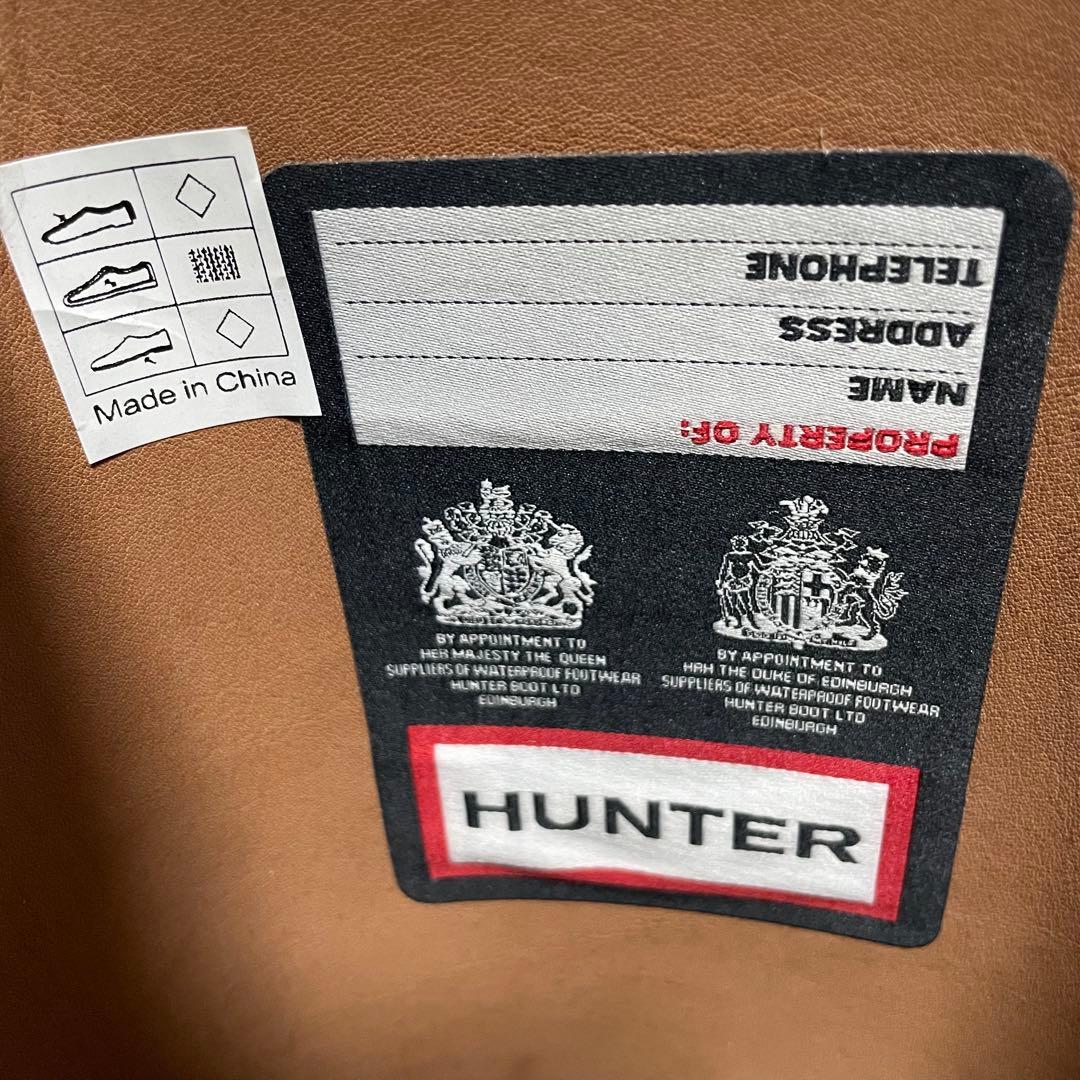 Made in China
TELEPHONE
ADDRESS
NAME
PROPERTY OF:
BY APPOINTMENT TO
HER MAJESTY THE QUEEN
SUPPLIERS OF WATERPROOF FOOTWEAR
HUNTER BOOT LTD
EDINBURGH
BY APPOINTMENT TO
HRH THE DUKE OF EDINBURGH
SUPPLIERS OF WATERPROOF FOOTWEAR
HUNTER BOOT LTD
EDINBURGH
HUNTER